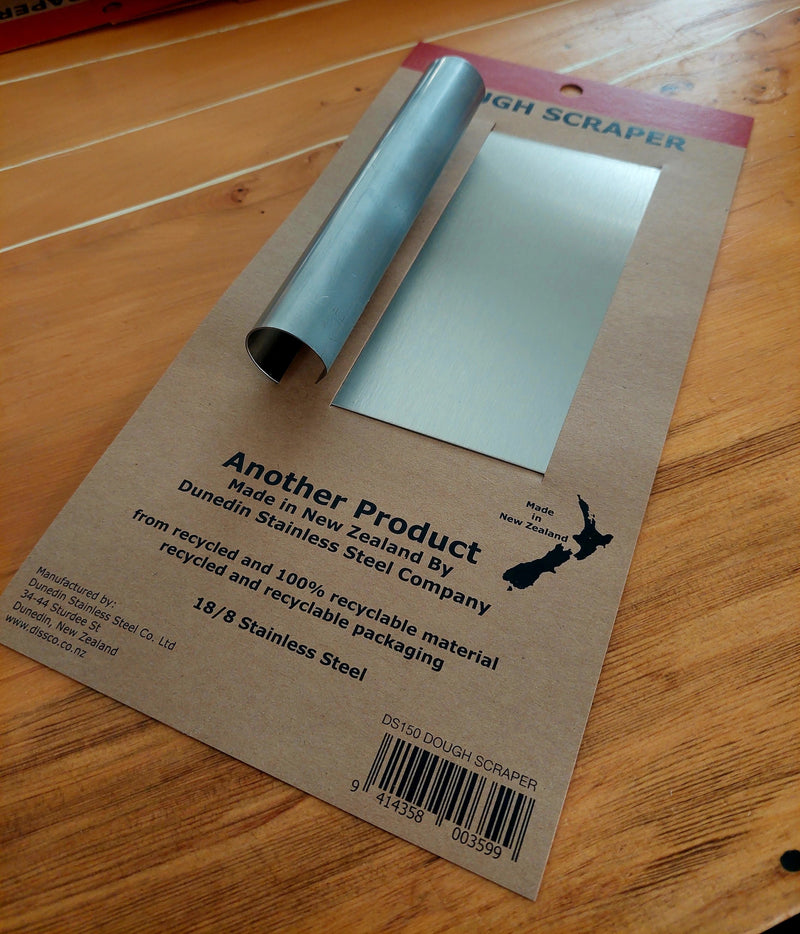 SCRAPER
UGH SCRAPER
Another Product
Made in New Zealand By
Dunedin Stainless Steel Company
Made
in
New Zealand
from recycled and 100% recyclable material
recycled and recyclable packaging
18/8 Stainless Steel
Manufactured by:
Dunedin Stainless Steel Co. Ltd
34-44 Sturdee St
Dunedin, New Zealand
www.dissco.co.nz
DS150 DOUGH SCRAPER
9 414358 003599